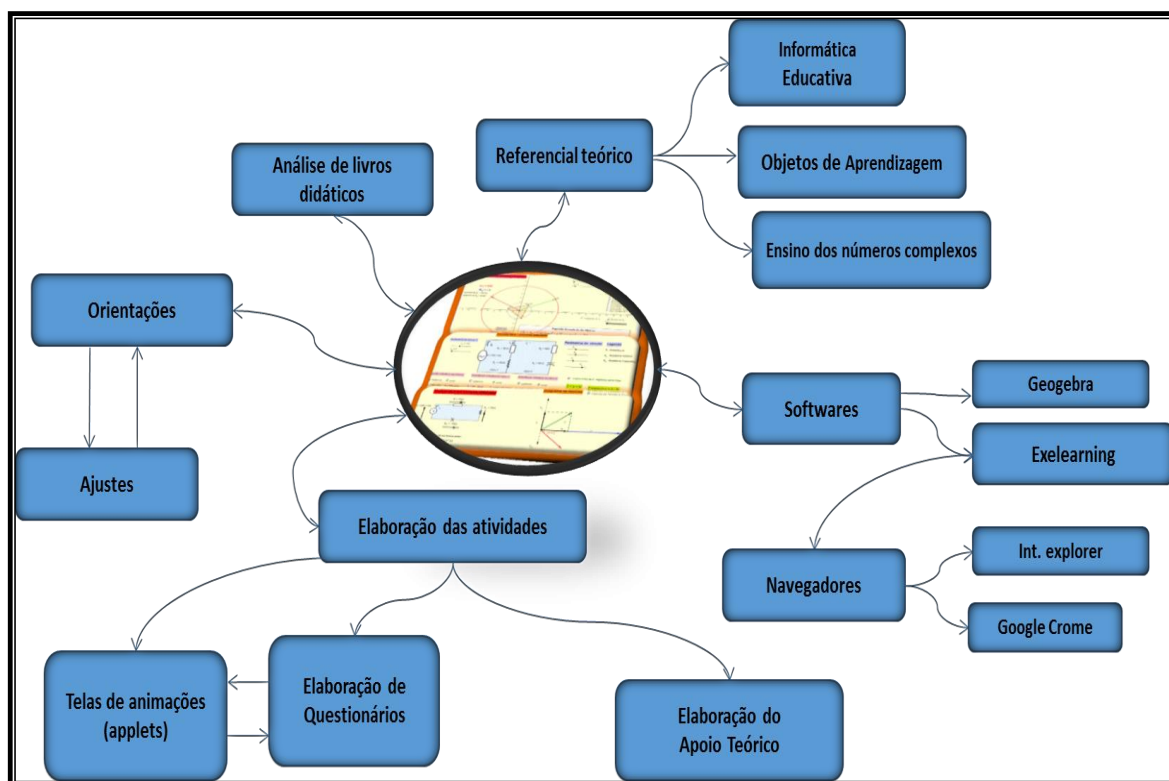 Informática
Educativa
Referencial teórico
Objetos de Aprendizagem
Análise de livros
didáticos
Ensino dos números complexos
Orientações
Softwares
Geogebra
Exelearning
Ajustes
Elaboração das atividades
Navegadores
Int. explorer
Google Crome
Telas de animações
(applets)
Elaboração de
Questionários
Elaboração do
Apoio Teórico